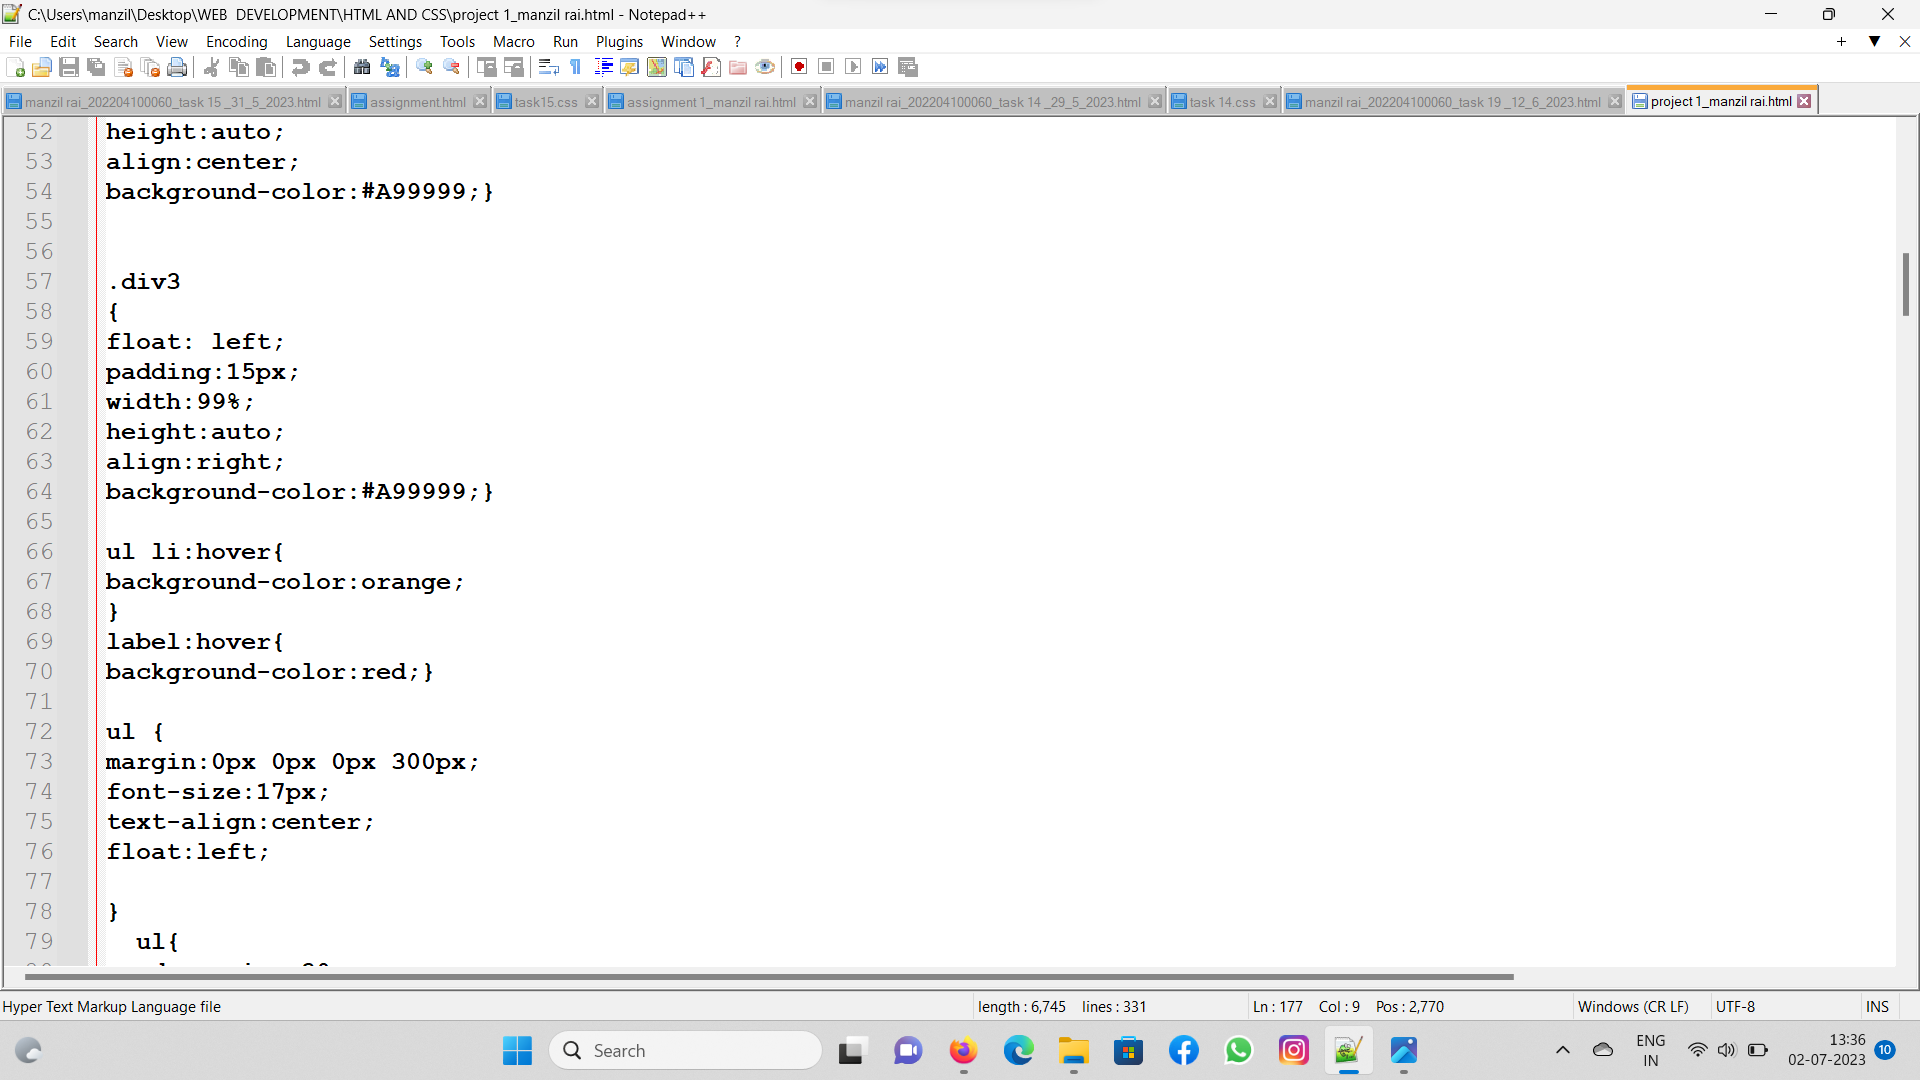 C:\Users\manzil\Desktop\WEB  DEVELOPMENT\HTML AND CSS\project 1_manzil rai.html - Notepad++
File Edit Search View Encoding Language Settings Tools Macro Run Plugins Window ?
manzil rai_202204100060_task 15 _31_5_2023.html assignment.html task15.css assignment 1_manzil rai.html manzil rai_202204100060_task 14 _29_5_2023.html task 14.css manzil rai_202204100060_task 19 _12_6_2023.html project 1_manzil rai.html
52 height:auto;
53 align:center;
54 background-color:#A99999;}
55
56
57 .div3
58 {
59 float: left;
60 padding:15px;
61 width:99%;
62 height:auto;
63 align:right;
64 background-color:#A99999;}
65
66 ul li:hover{
67 background-color:orange;
68 }
69 label:hover{
70 background-color:red;}
71
72 ul {
73 margin:0px 0px 0px 300px;
74 font-size:17px;
75 text-align:center;
76 float:left;
77
78 }
79 ul{
Hyper Text Markup Language file length : 6,745 lines : 331 Ln : 177 Col : 9 Pos : 2,770 Windows (CR LF) UTF-8 INS
Search ENG IN 13:36 02-07-2023 10